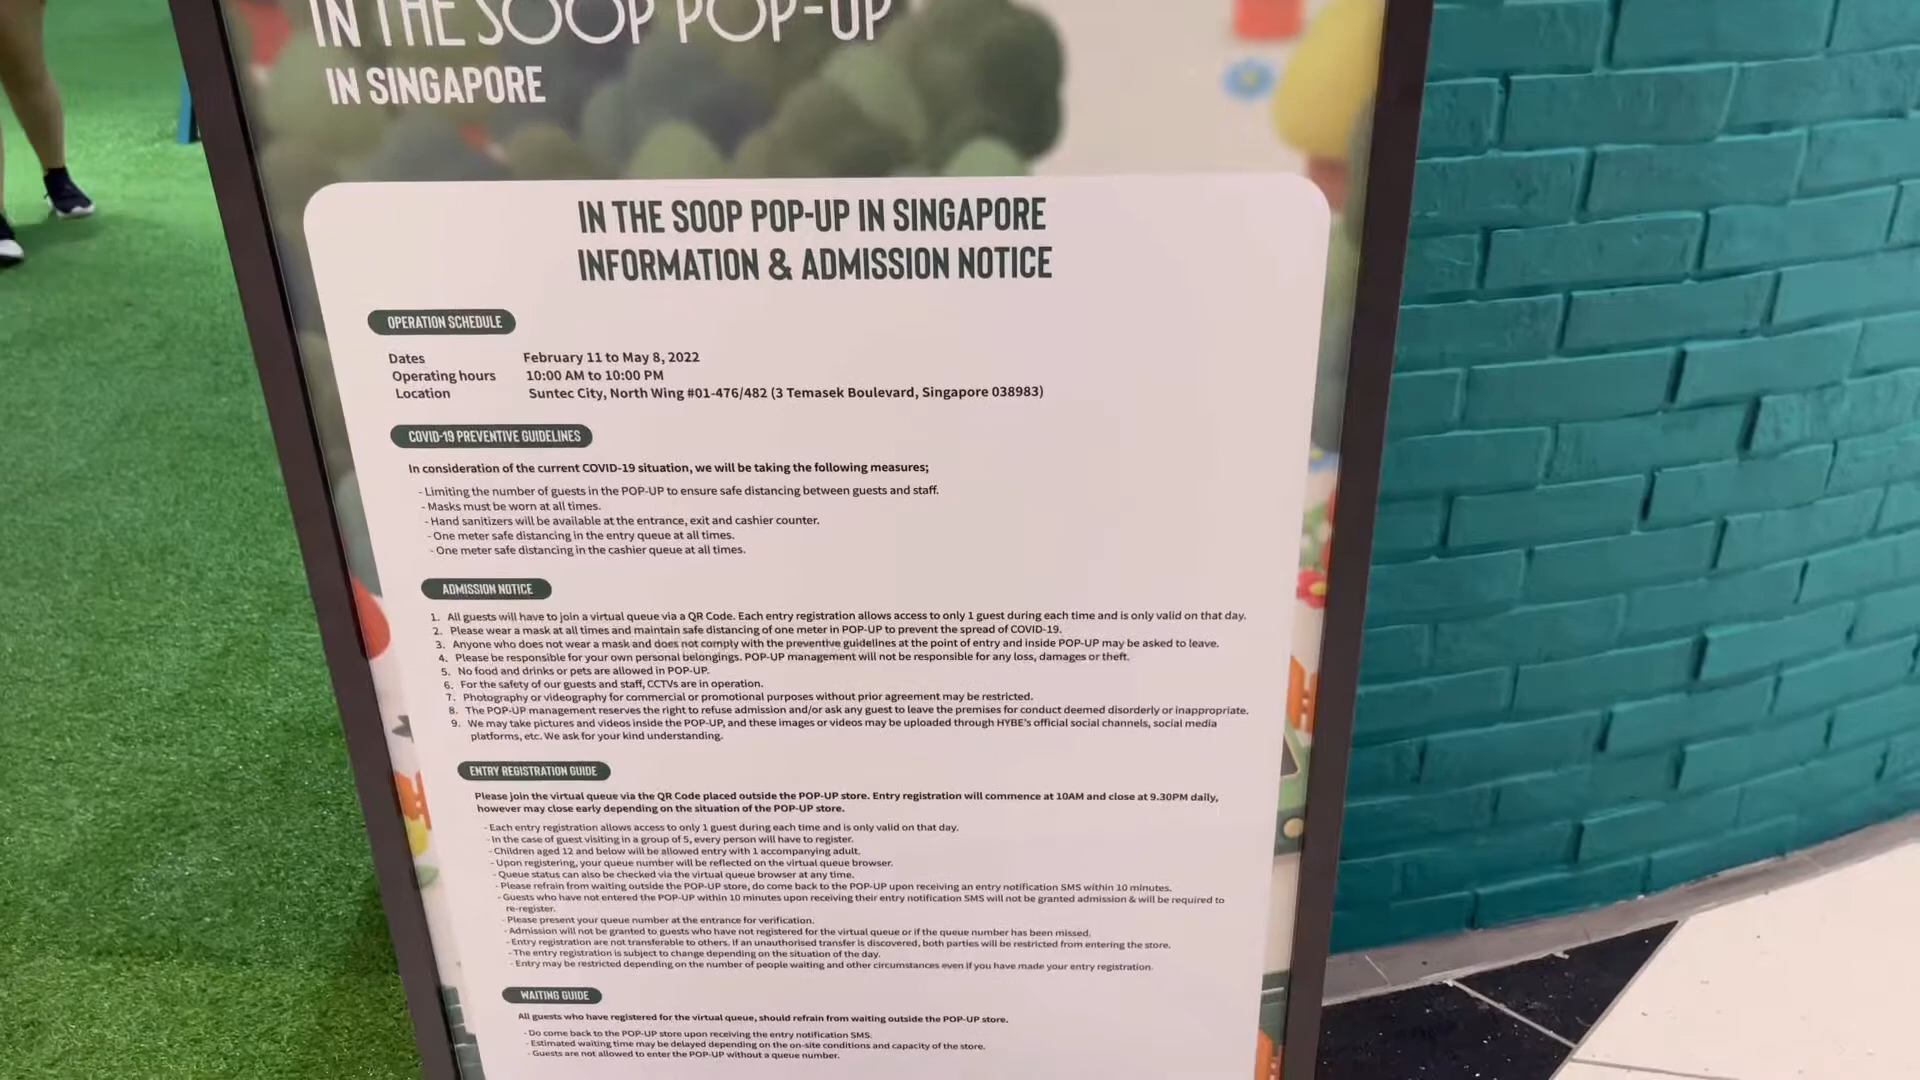 IN THE SOOP POP-UP
IN SINGAPORE
IN THE SOOP POP-UP IN SINGAPORE
INFORMATION & ADMISSION NOTICE
OPERATION SCHEDULE
Dates February 11 to May 8, 2022
Operating hours 10:00 AM to 10:00 PM
Location Suntec City, North Wing #01-476/482 (3 Temasek Boulevard, Singapore 038983)
COVID-19 PREVENTIVE GUIDELINES
In consideration of the current COVID-19 situation, we will be taking the following measures;
- Limiting the number of guests in the POP-UP to ensure safe distancing between guests and staff.
- Masks must be worn at all times.
- Hand sanitizers will be available at the entrance, exit and cashier counter.
- One meter safe distancing in the entry queue at all times.
- One meter safe distancing in the cashier queue at all times.
ADMISSION NOTICE
1. All guests will have to join a virtual queue via a QR Code. Each entry registration allows access to only 1 guest during each time and is only valid on that day.
2. Please wear a mask at all times and maintain safe distancing of one meter in POP-UP to prevent the spread of COVID-19.
3. Anyone who does not wear a mask and does not comply with the preventive guidelines at the point of entry and inside POP-UP may be asked to leave.
4. Please be responsible for your own personal belongings. POP-UP management will not be responsible for any loss, damages or theft.
5. No food and drinks or pets are allowed in POP-UP.
6. For the safety of our guests and staff, CCTVs are in operation.
7. Photography or videography for commercial or promotional purposes without prior agreement may be restricted.
8. The POP-UP management reserves the right to refuse admission and/or ask any guest to leave the premises for conduct deemed disorderly or inappropriate.
9. We may take pictures and videos inside the POP-UP, and these images or videos may be uploaded through HYBE's official social channels, social media
platforms, etc. We ask for your kind understanding.
ENTRY REGISTRATION GUIDE
Please join the virtual queue via the QR Code placed outside the POP-UP store. Entry registration will commence at 10AM and close at 9.30PM daily,
however may close early depending on the situation of the POP-UP store.
- Each entry registration allows access to only 1 guest during each time and is only valid on that day.
- In the case of guest visiting in a group of 5, every person will have to register.
- Children aged 12 and below will be allowed entry with 1 accompanying adult.
- Upon registering, your queue number will be reflected on the virtual queue browser.
- Queue status can also be checked via the virtual queue browser at any time.
- Please refrain from waiting outside the POP-UP store, do come back to the POP-UP upon receiving an entry notification SMS within 10 minutes.
- Guests who have not entered the POP-UP within 10 minutes upon receiving their entry notification SMS will not be granted admission & will be required to
re-register.
- Please present your queue number at the entrance for verification.
- Admission will not be granted to guests who have not registered for the virtual queue or if the queue number has been missed.
- Entry registration are not transferable to others. If an unauthorised transfer is discovered, both parties will be restricted from entering the store.
- The entry registration is subject to change depending on the situation of the day.
- Entry may be restricted depending on the number of people waiting and other circumstances even if you have made your entry registration.
WAITING GUIDE
All guests who have registered for the virtual queue, should refrain from waiting outside the POP-UP store.
- Do come back to the POP-UP store upon receiving the entry notification SMS.
- Estimated waiting time may be delayed depending on the on-site conditions and capacity of the store.
- Guests are not allowed to enter the POP-UP without a queue number.